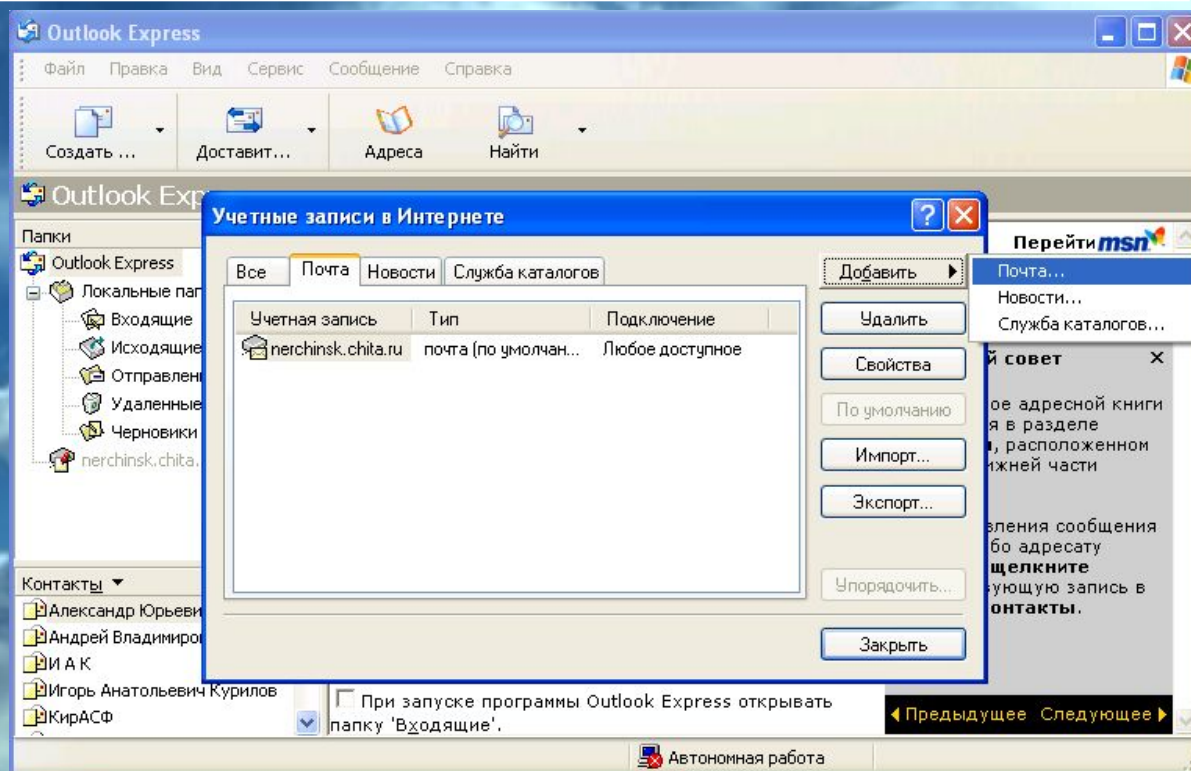 Outlook Express
Файл Правка Вид Сервис Сообщение Справка
Создать ... Доставит... Адреса Найти
Outlook Exp
Папки
Outlook Express
Локальные пап
Входящие
Исходящие
Отправлен
Удаленные
Черновики
nerchinsk.chita.
Контакты
Александр Юрьеви
Андрей Владимиро
И А К
Игорь Анатольевич Курилов
КирАСФ
Учетные записи в Интернете
Все Почта Новости Служба каталогов
Учетная запись Тип Подключение
nerchinsk.chita.ru почта (по умолчан... Любое доступное
Добавить
Удалить
Свойства
По умолчанию
Импорт...
Экспорт...
Упорядочить...
Закрыть
Почта...
Новости...
Служба каталогов...
Перейти msn
й совет
ое адресной книги
я в разделе
, расположенном
ижней части
вления сообщения
бо адресату
щелкните
ующую запись в
онтакты.
При запуске программы Outlook Express открывать
папку 'Входящие'.
Предыдущее Следующее
Автономная работа